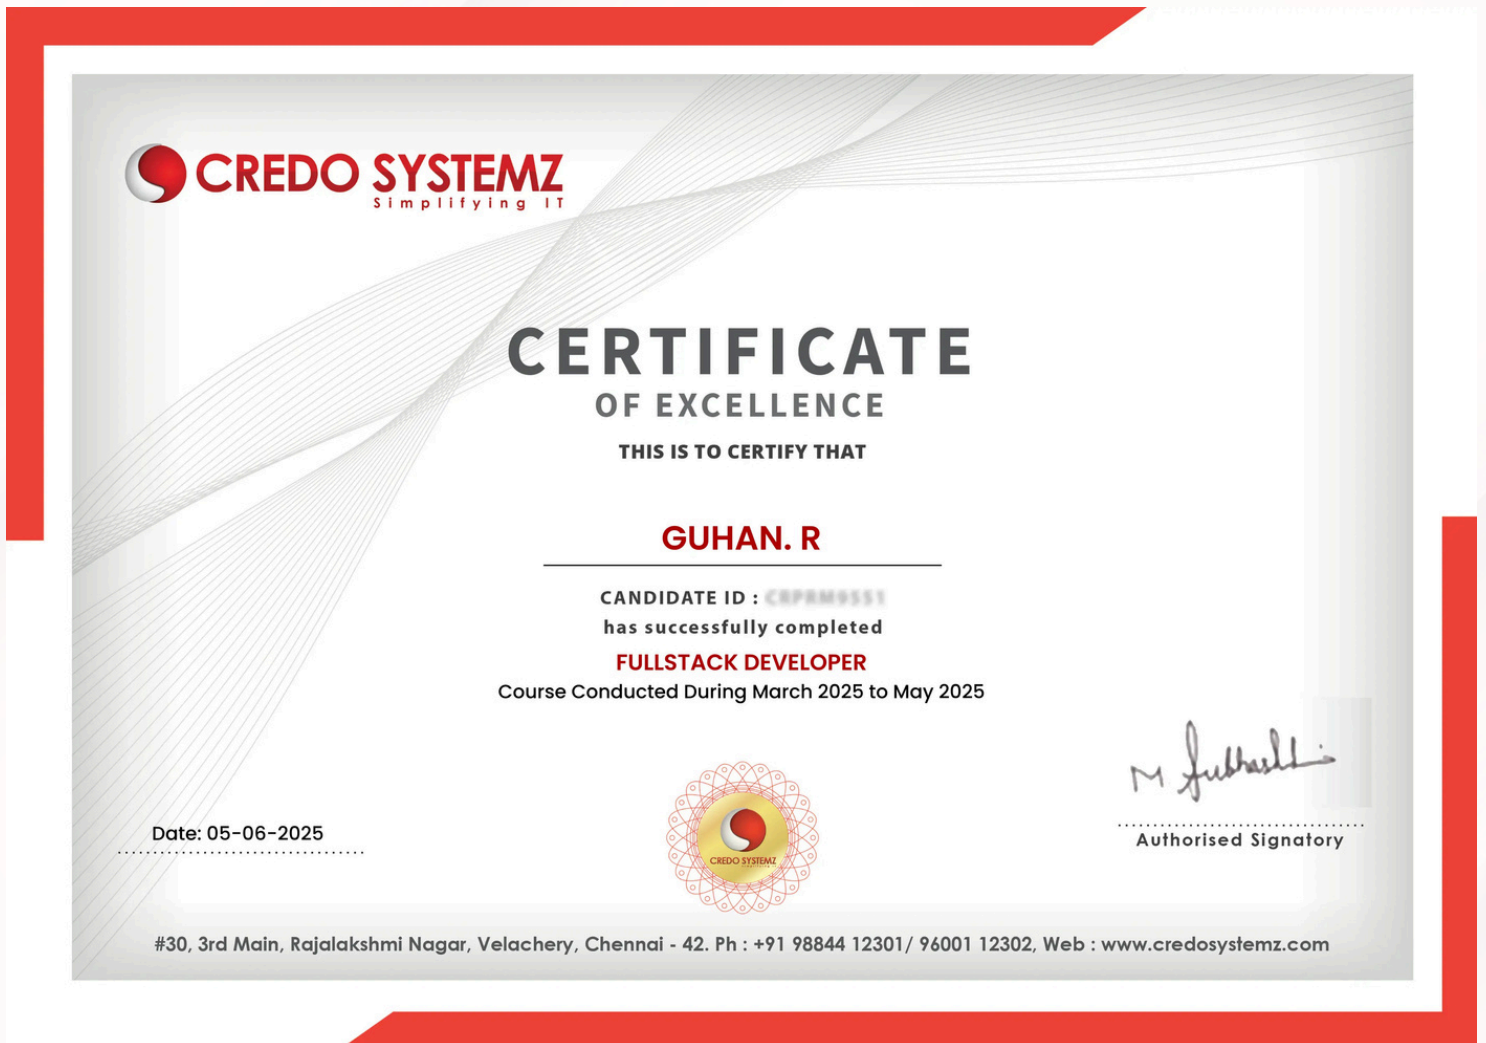 CREDO SYSTEMZ
Simplifying IT
CERTIFICATE
OF EXCELLENCE
THIS IS TO CERTIFY THAT
GUHAN. R
CANDIDATE ID :
has successfully completed
FULLSTACK DEVELOPER
Course Conducted During March 2025 to May 2025
Date: 05-06-2025
CREDO SYSTEMZ
Authorised Signatory
#30, 3rd Main, Rajalakshmi Nagar, Velachery, Chennai - 42. Ph : +91 98844 12301/ 96001 12302, Web : www.credosystemz.com